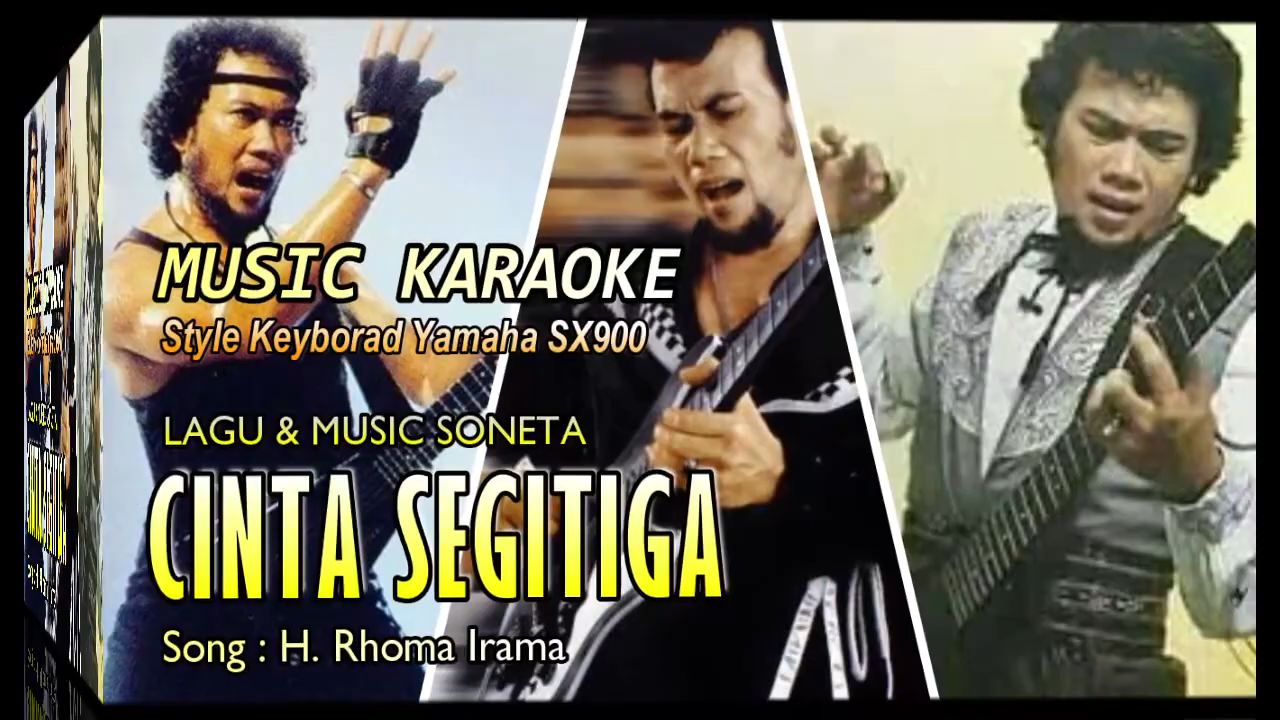 MUSIC KARAOKE
Style Keyborad Yamaha SX900
LAGU & MUSIC SONETA
CINTA SEGITIGA
Song : H. Rhoma Irama